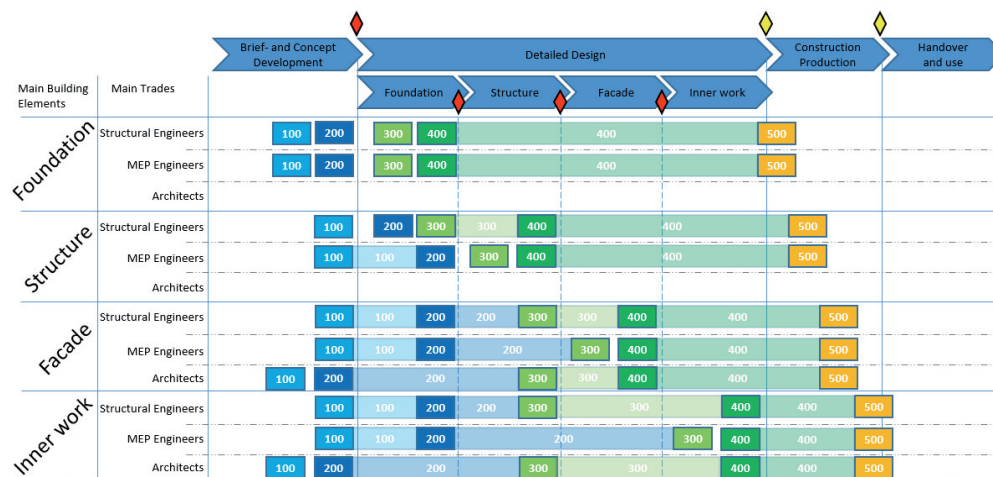 Brief- and Concept
Development
Detailed Design
Construction
Production
Handover
and use
Main Building
Elements
Main Trades
Foundation
Structure
Facade
Inner work
Foundation
Structural Engineers
100 200 300 400 400 500
MEP Engineers
100 200 300 400 400 500
Architects
Structure
Structural Engineers
100 200 300 300 400 400 500
MEP Engineers
100 100 200 300 400 400 500
Architects
Facade
Structural Engineers
100 100 200 200 300 300 400 400 500
MEP Engineers
100 100 200 200 300 400 400 500
Architects
100 200 200 300 300 400 400 500
Inner work
Structural Engineers
100 100 200 200 300 300 400 400 500
MEP Engineers
100 100 200 200 300 400 400 500
Architects
100 200 200 300 300 400 400 500